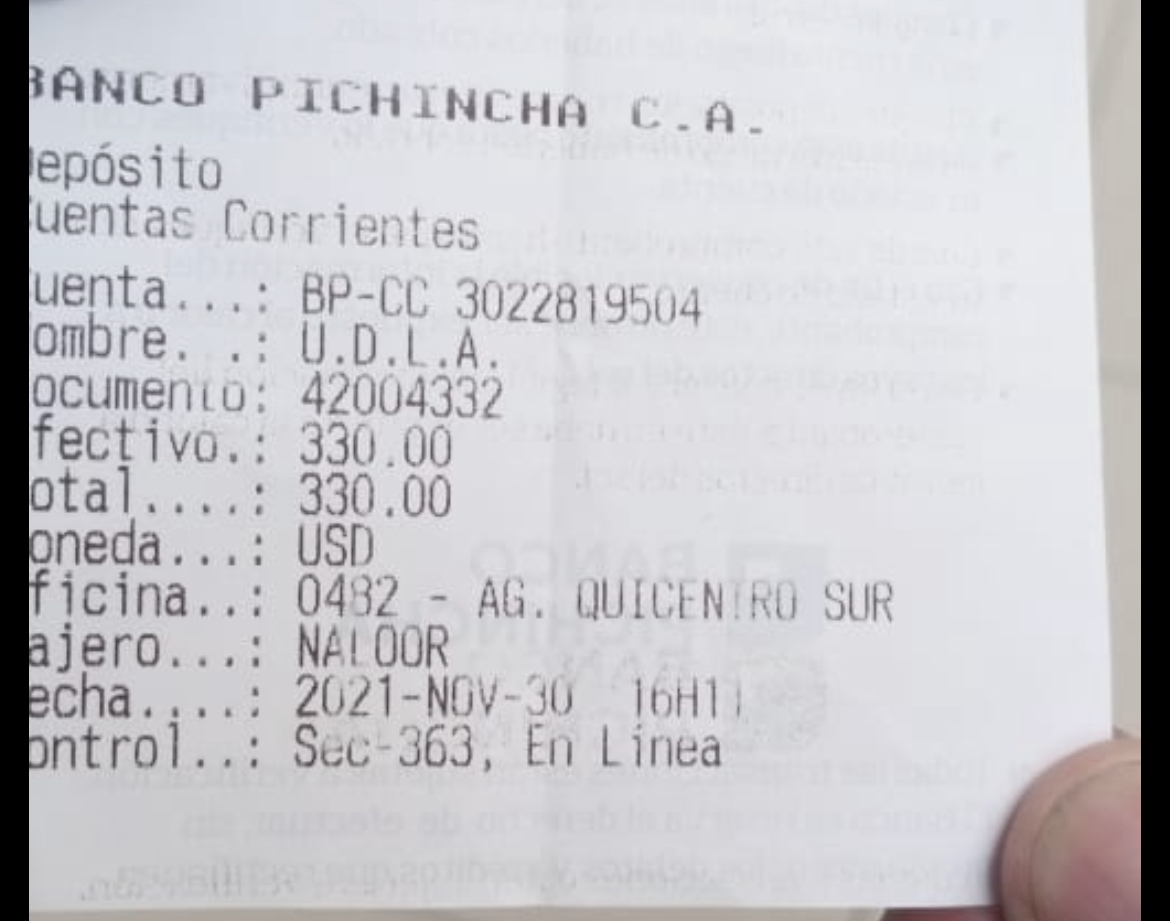 BANCO PICHINCHA C.A.
epósito
uentas Corrientes
uenta...: BP-CC 3022819504
ombre. .: U.D.L.A.
ocumento: 42004332
fectivo.: 330.00
otal....: 330.00
oneda...: USD
ficina..: 0482 - AG. QUICENTRO SUR
ajero...: NALOOR
echa....: 2021-NOV-30 16H11
ontrol..: Sec-363, En Linea